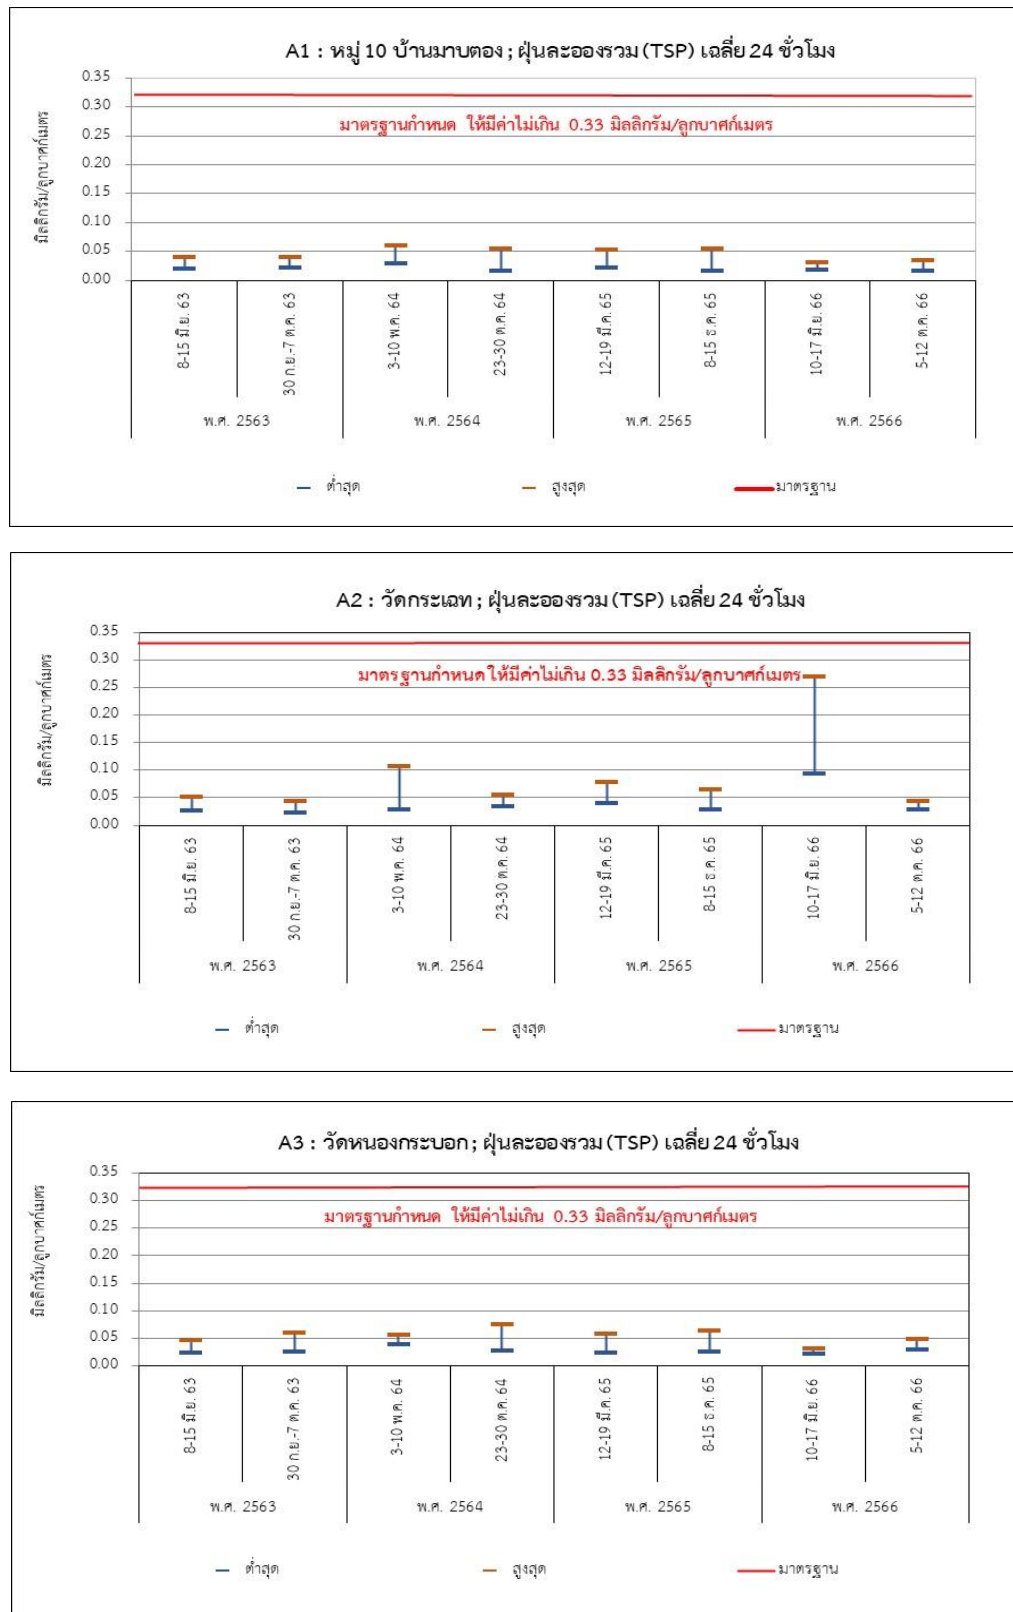 A1 : หมู่ 10 บ้านมาบตอง ; ฝุ่นละอองรวม (TSP) เฉลี่ย 24 ชั่วโมง
มิลลิกรัม/ลูกบาศก์เมตร
0.35
0.30
0.25
0.20
0.15
0.10
0.05
0.00
มาตรฐานกำหนด ให้มีค่าไม่เกิน 0.33 มิลลิกรัม/ลูกบาศก์เมตร
8-15 มิ.ย. 63
30 ก.ย.-7 ต.ค. 63
3-10 พ.ค. 64
23-30 ต.ค. 64
12-19 มี.ค. 65
8-15 ธ.ค. 65
10-17 มิ.ย. 66
5-12 ต.ค. 66
พ.ศ. 2563
พ.ศ. 2564
พ.ศ. 2565
พ.ศ. 2566
ต่ำสุด
สูงสุด
มาตรฐาน
A2 : วัดกระเฉท ; ฝุ่นละอองรวม (TSP) เฉลี่ย 24 ชั่วโมง
มิลลิกรัม/ลูกบาศก์เมตร
0.35
0.30
0.25
0.20
0.15
0.10
0.05
0.00
มาตรฐานกำหนด ให้มีค่าไม่เกิน 0.33 มิลลิกรัม/ลูกบาศก์เมตร
8-15 มิ.ย. 63
30 ก.ย.-7 ต.ค. 63
3-10 พ.ค. 64
23-30 ต.ค. 64
12-19 มี.ค. 65
8-15 ธ.ค. 65
10-17 มิ.ย. 66
5-12 ต.ค. 66
พ.ศ. 2563
พ.ศ. 2564
พ.ศ. 2565
พ.ศ. 2566
ต่ำสุด
สูงสุด
มาตรฐาน
A3 : วัดหนองกระบอก ; ฝุ่นละอองรวม (TSP) เฉลี่ย 24 ชั่วโมง
มิลลิกรัม/ลูกบาศก์เมตร
0.35
0.30
0.25
0.20
0.15
0.10
0.05
0.00
มาตรฐานกำหนด ให้มีค่าไม่เกิน 0.33 มิลลิกรัม/ลูกบาศก์เมตร
8-15 มิ.ย. 63
30 ก.ย.-7 ต.ค. 63
3-10 พ.ค. 64
23-30 ต.ค. 64
12-19 มี.ค. 65
8-15 ธ.ค. 65
10-17 มิ.ย. 66
5-12 ต.ค. 66
พ.ศ. 2563
พ.ศ. 2564
พ.ศ. 2565
พ.ศ. 2566
ต่ำสุด
สูงสุด
มาตรฐาน